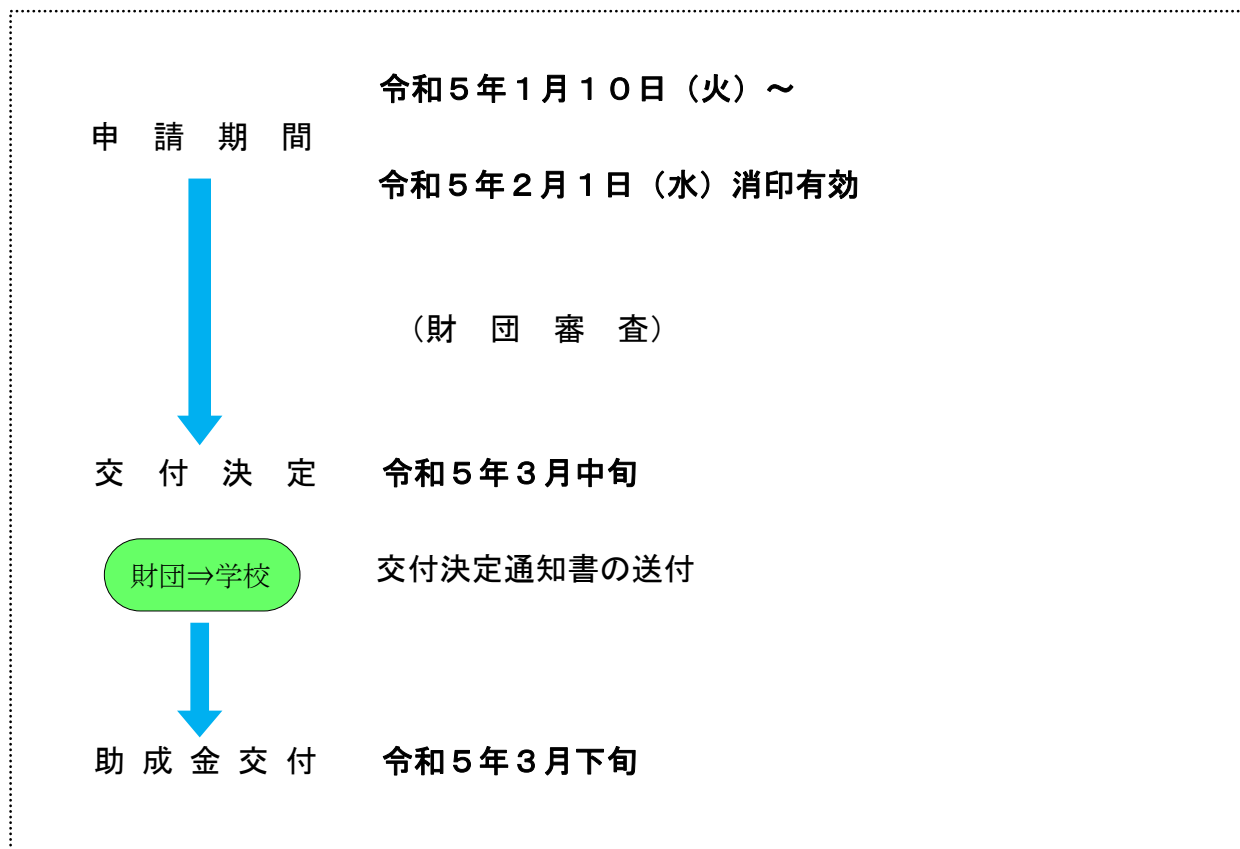 令和５年１月１０日（火）～
申　請　期　間
令和５年２月１日（水）消印有効
（財　団　審　査）
交　付　決　定　　令和５年３月中旬
財団⇒学校　　交付決定通知書の送付
助 成 金 交 付　　令和５年３月下旬